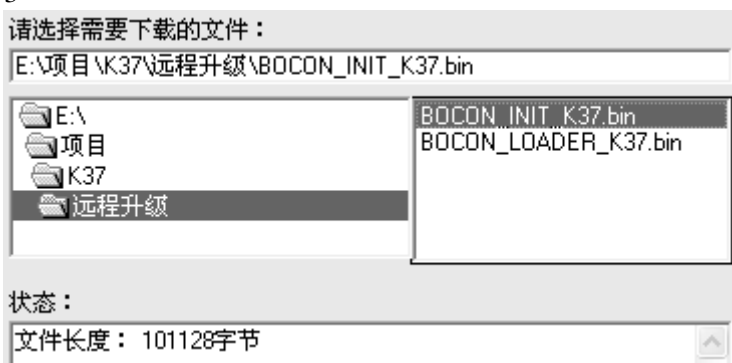 请选择需要下载的文件：
E:\项目\K37\远程升级\BOCON_INIT_K37.bin
E:\
项目
K37
远程升级
BOCON_INIT_K37.bin
BOCON_LOADER_K37.bin
状态：
文件长度： 101128字节